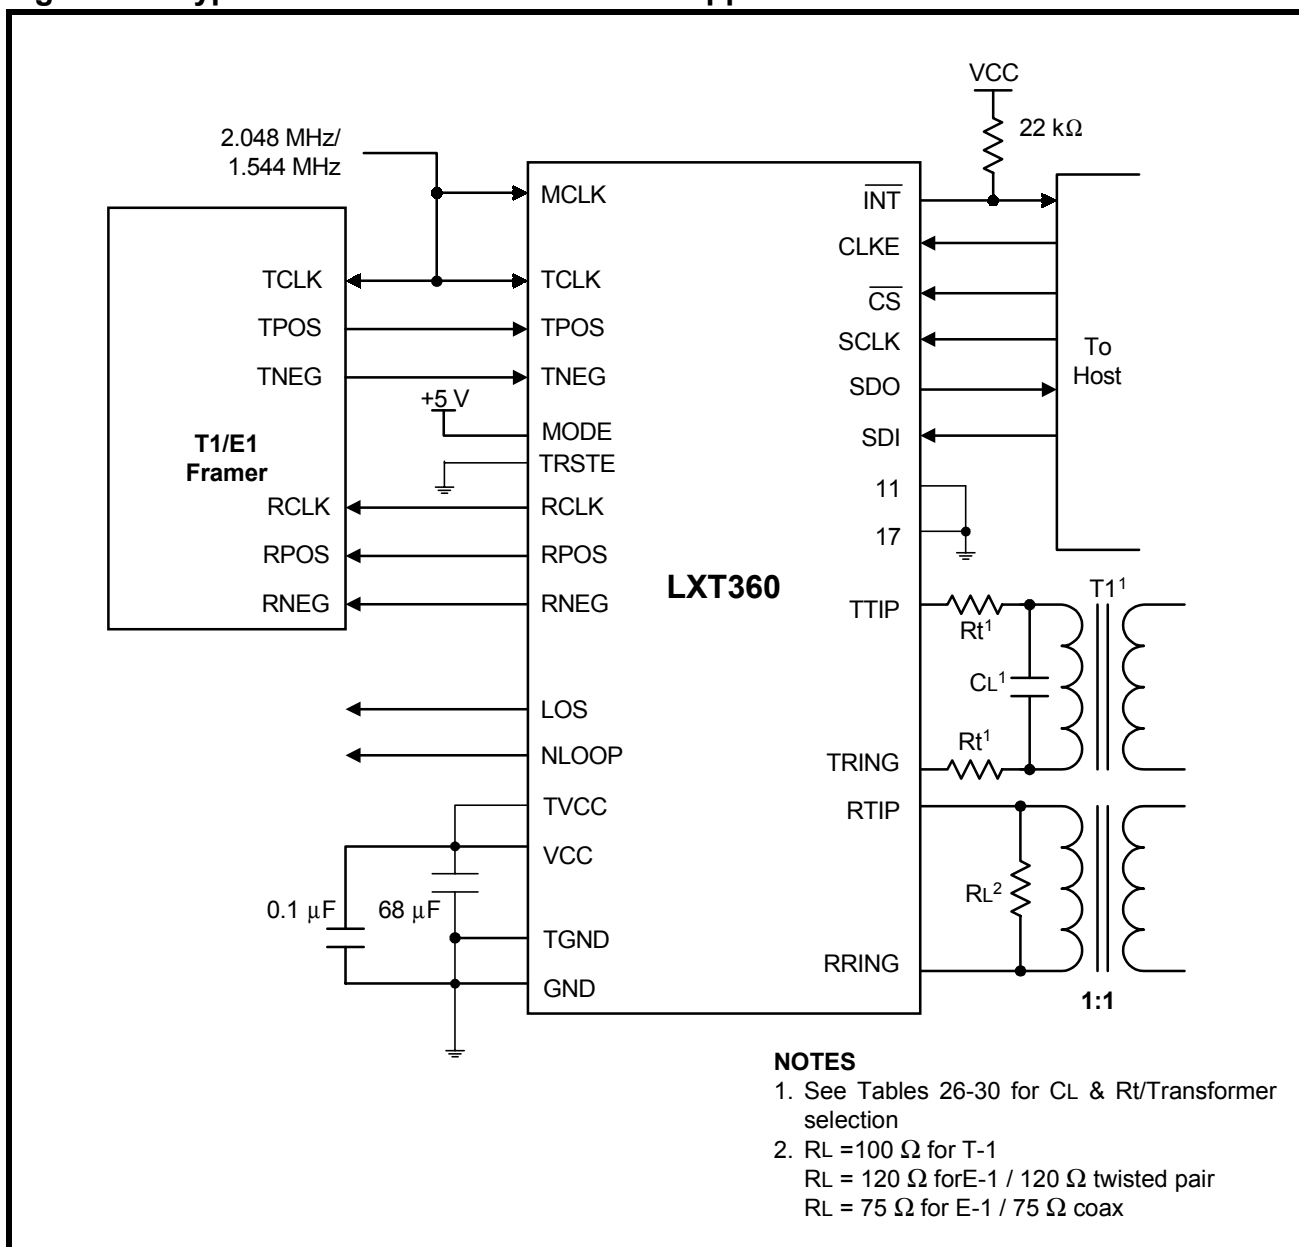 VCC
22 kΩ
2.048 MHz/
1.544 MHz
MCLK
INT
CLKE
TCLK
TCLK
CS
TPOS
TPOS
SCLK
To
Host
TNEG
TNEG
SDO
+5 V
MODE
SDI
T1/E1
Framer
TRSTE
11
RCLK
RCLK
17
RPOS
RPOS
LXT360
RNEG
RNEG
TTIP
Rt¹
T1¹
CL¹
LOS
Rt¹
NLOOP
TRING
TVCC
RTIP
VCC
0.1 μF
68 μF
RL²
TGND
RRING
GND
1:1
NOTES
1. See Tables 26-30 for CL & Rt/Transformer
selection
2. RL =100 Ω for T-1
RL = 120 Ω forE-1 / 120 Ω twisted pair
RL = 75 Ω for E-1 / 75 Ω coax